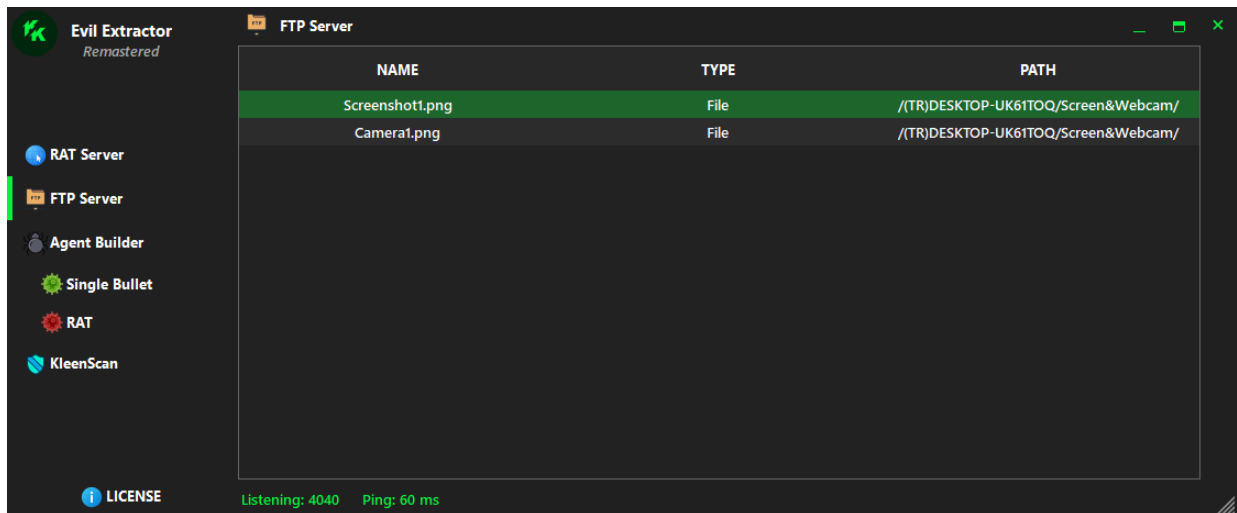 Evil Extractor
Remastered
RAT Server
FTP Server
Agent Builder
Single Bullet
RAT
KleenScan
LICENSE
FTP Server
NAME TYPE PATH
Screenshot1.png File /(TR)DESKTOP-UK61TOQ/Screen&Webcam/
Camera1.png File /(TR)DESKTOP-UK61TOQ/Screen&Webcam/
Listening: 4040 Ping: 60 ms